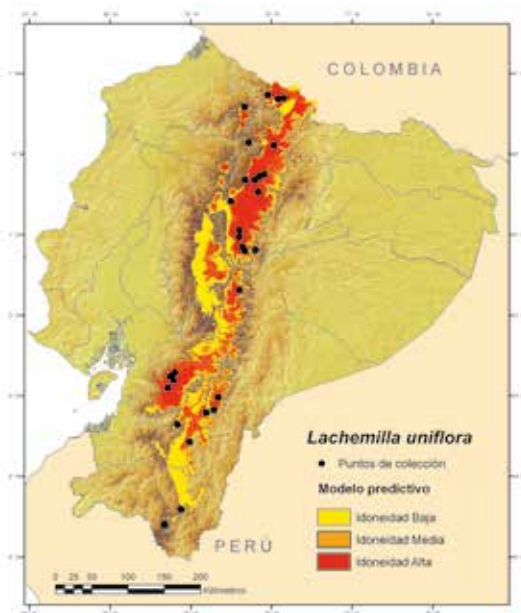 COLOMBIA
Lachemilla uniflora
Puntos de colección
Modelo predictivo
Idoneidad Baja
Idoneidad Media
Idoneidad Alta
PERÚ
0 25 50 100 150 200
Kilómetros